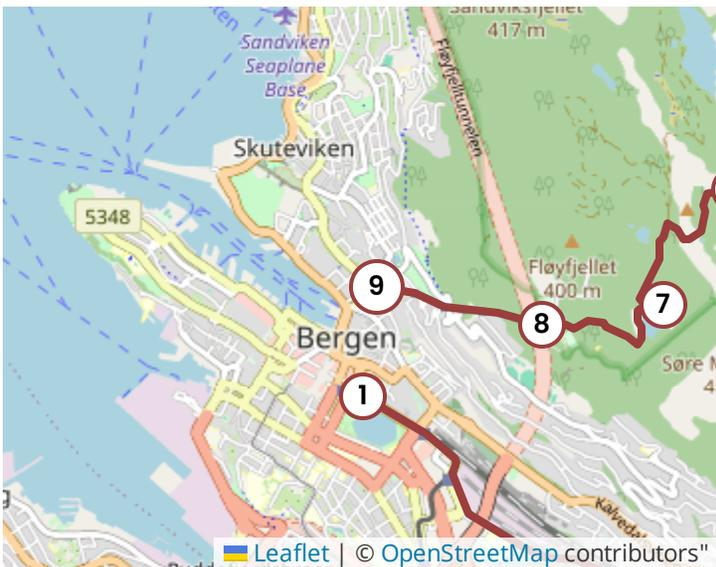 Sandviksfjellet
417 m
Sandviken
Seaplane
Base
Fløyfjelltunnelen
Skuteviken
5348
9
Fløyfjellet
400 m
7
8
Bergen
Søre M
4
1
Leaflet | © OpenStreetMap contributors"